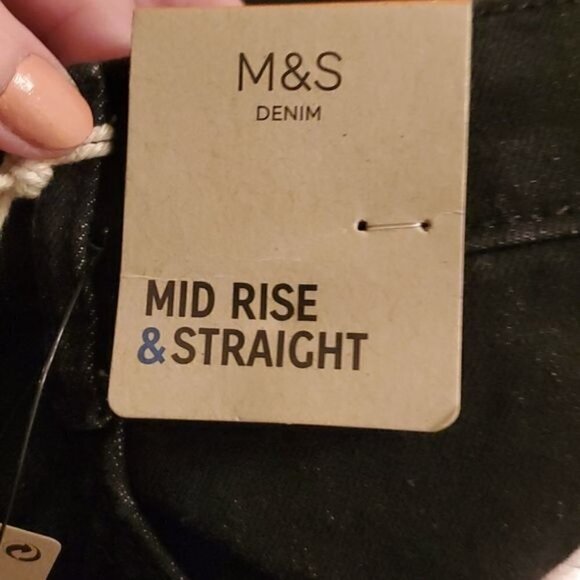 M&S
DENIM
MID RISE
& STRAIGHT